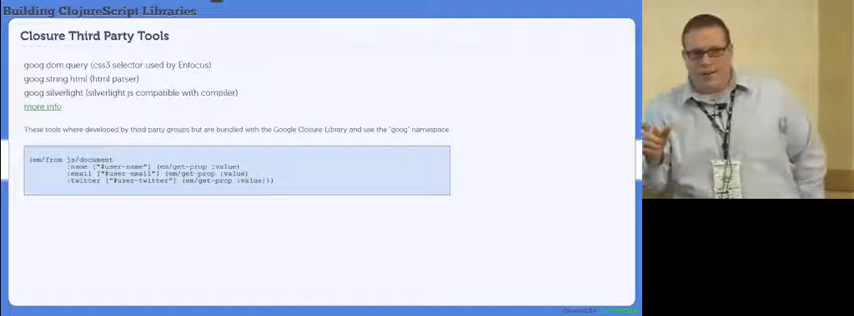 Building ClojureScript Libraries
Closure Third Party Tools
goog.dom.query (css3 selector used by Enfocus)
goog.string.html (html parser)
goog.silverlight (silverlight.js compatible with compiler)
more info
These tools where developed by third party groups but are bundled with the Google Closure Library and use the "goog" namespace
(em/from js/document
:name ["#user-name"] (em/get-prop :value)
:email ["#user-email"] (em/get-prop :value)
:twitter ["#user-twitter"] (em/get-prop :value)))